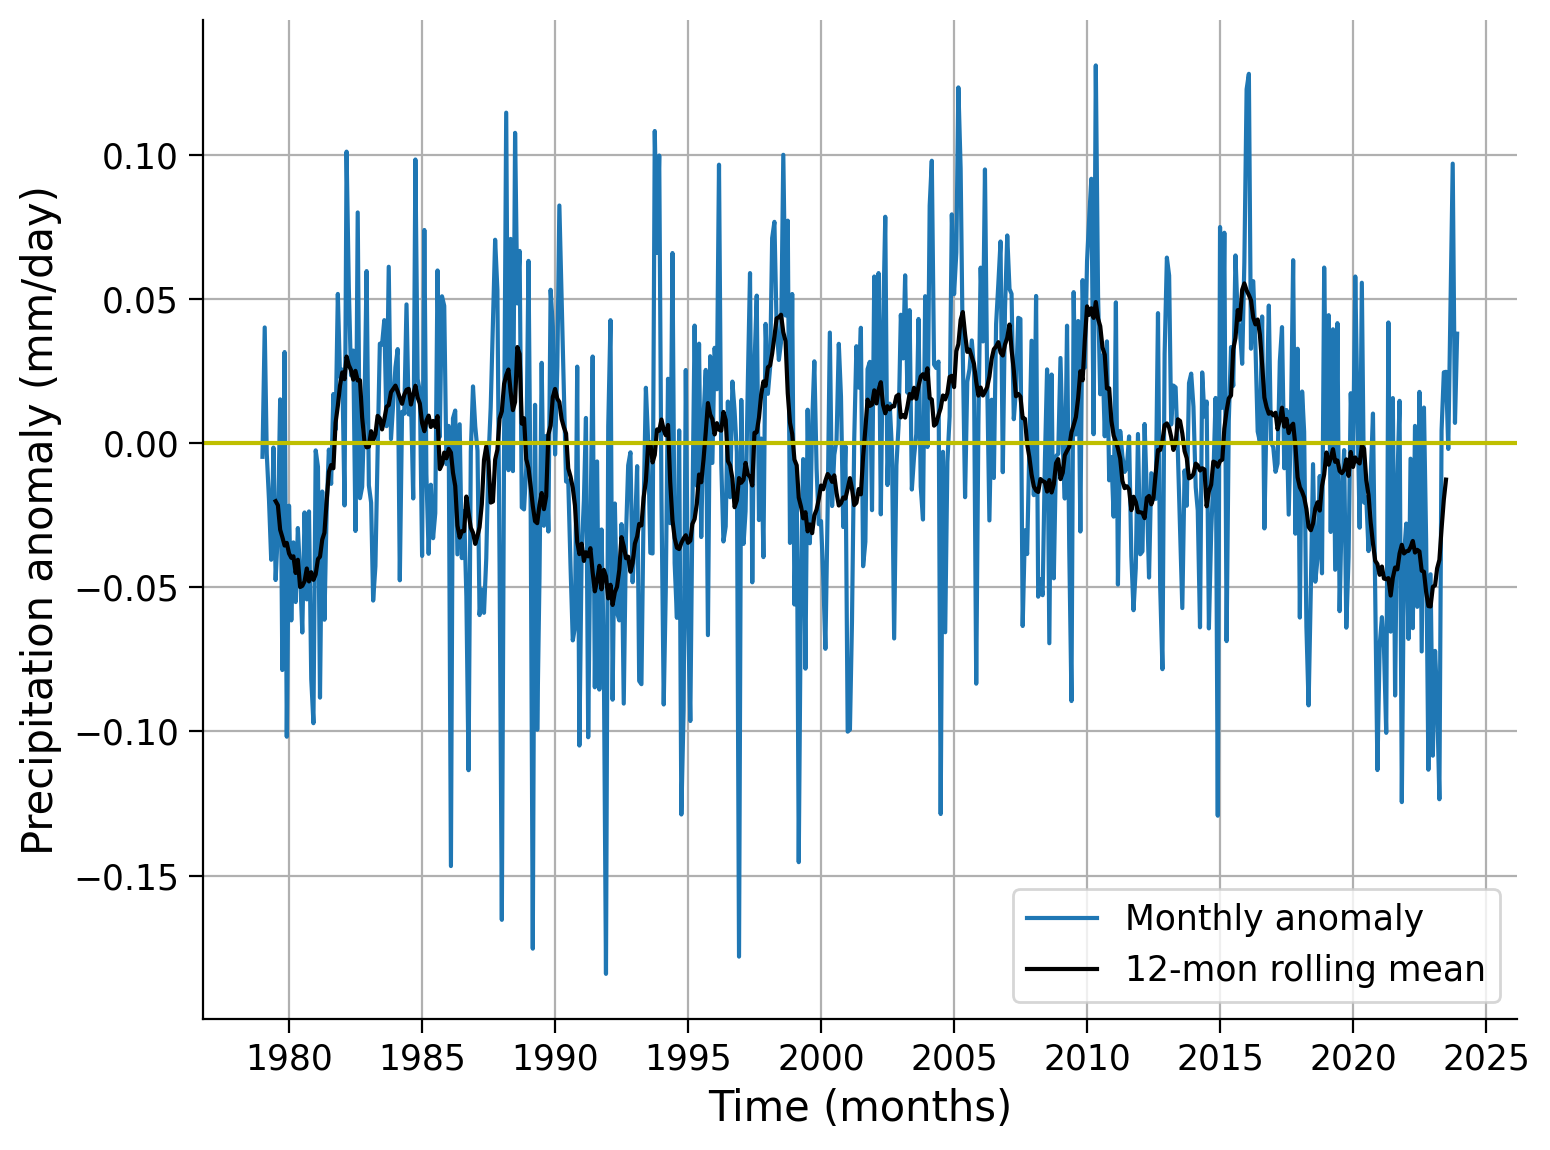 Precipitation anomaly (mm/day)
0.10
0.05
0.00
−0.05
−0.10
−0.15
Monthly anomaly
12-mon rolling mean
1980 1985 1990 1995 2000 2005 2010 2015 2020 2025
Time (months)